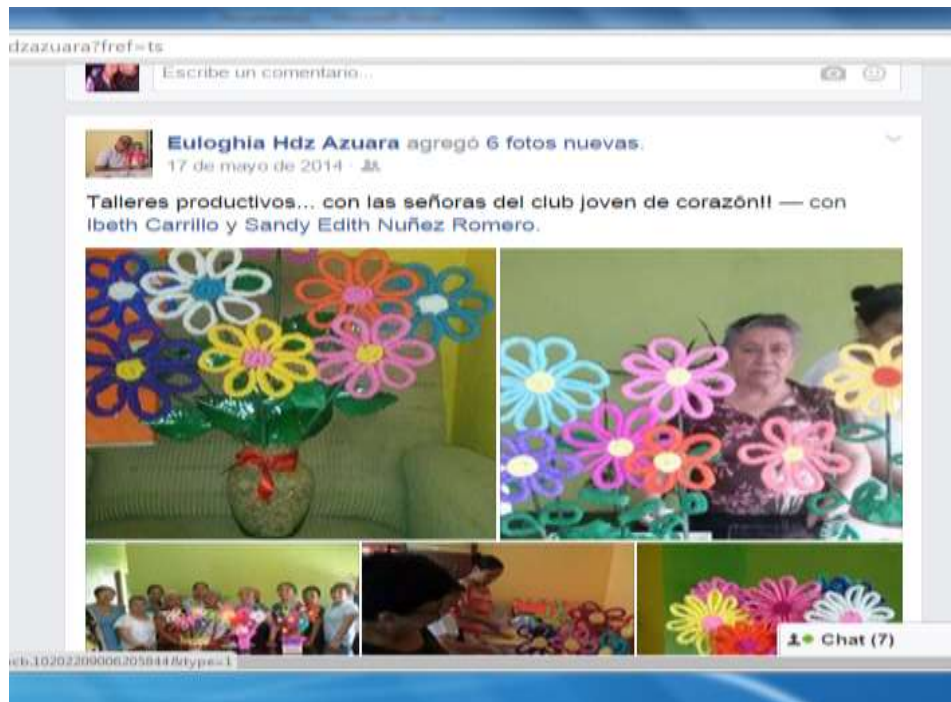 dzazuara?fref=ts
Escribe un comentario...
Euloghia Hdz Azuara agregó 6 fotos nuevas.
17 de mayo de 2014
Talleres productivos... con las señoras del club joven de corazón!! — con
Ibeth Carrillo y Sandy Edith Nuñez Romero.
Chat (7)